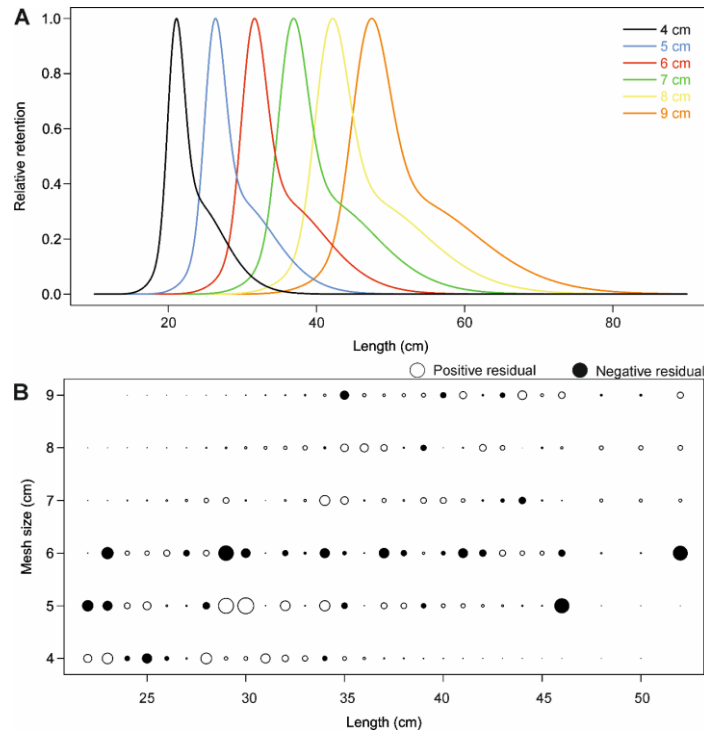 A
Relative retention
1.0
0.8
0.6
0.4
0.2
0.0
4 cm
5 cm
6 cm
7 cm
8 cm
9 cm
20 40 60 80
Length (cm)
Positive residual Negative residual
B
Mesh size (cm)
9
8
7
6
5
4
25 30 35 40 45 50
Length (cm)